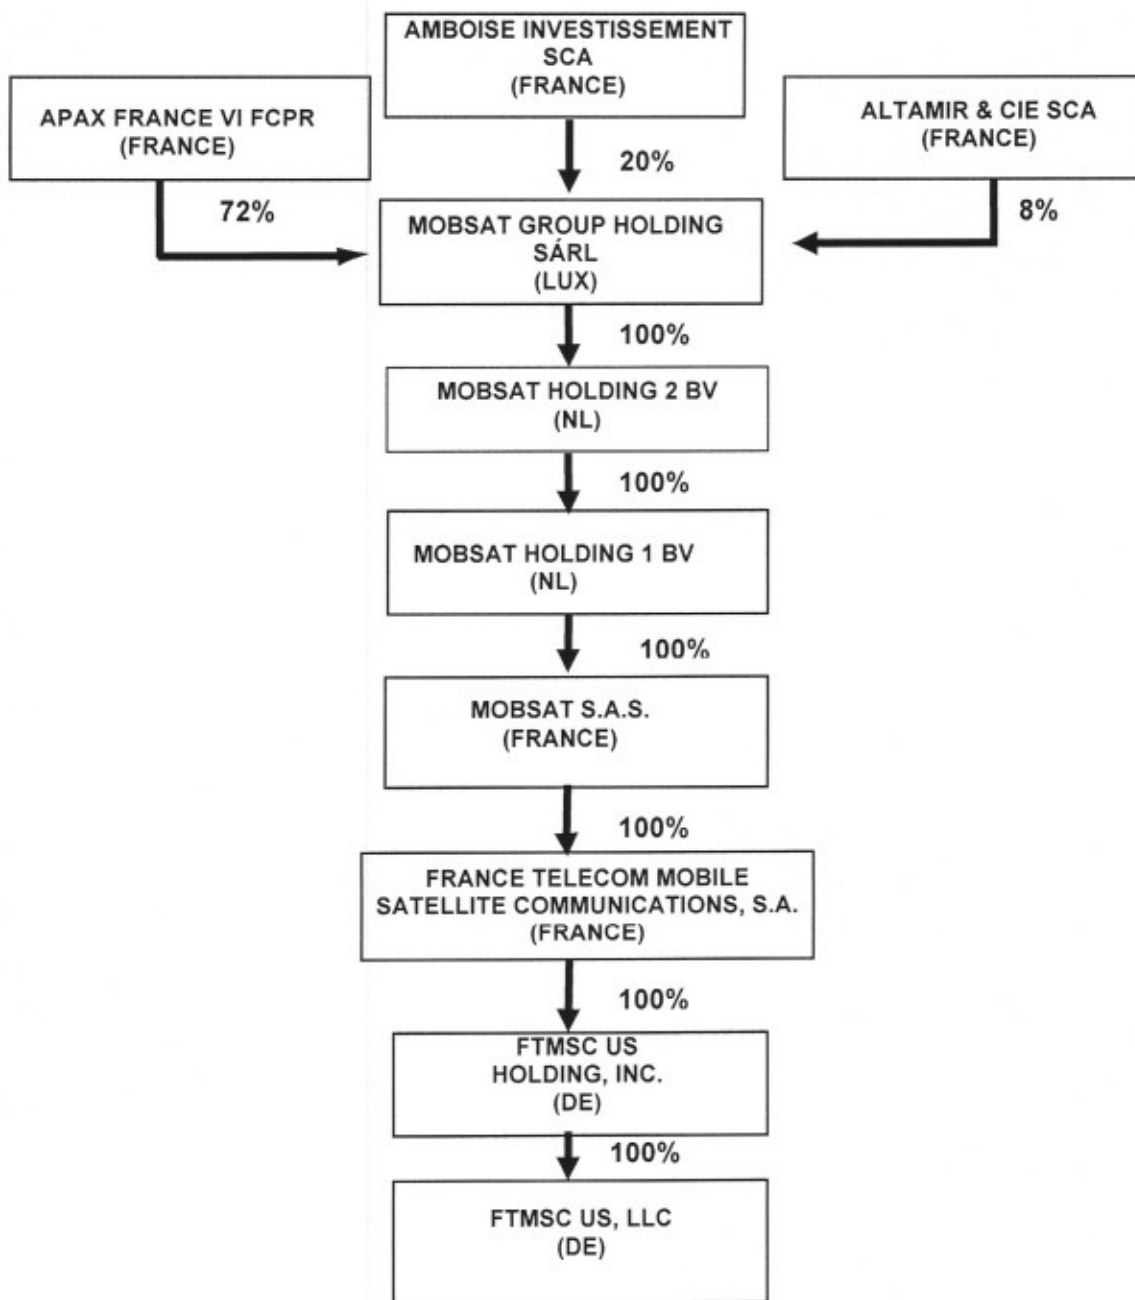 AMBOISE INVESTISSEMENT
SCA
(FRANCE)
APAX FRANCE VI FCPR
(FRANCE)
ALTAMIR & CIE SCA
(FRANCE)
20%
72%
8%
MOBSAT GROUP HOLDING
SÁRL
(LUX)
100%
MOBSAT HOLDING 2 BV
(NL)
100%
MOBSAT HOLDING 1 BV
(NL)
100%
MOBSAT S.A.S.
(FRANCE)
100%
FRANCE TELECOM MOBILE
SATELLITE COMMUNICATIONS, S.A.
(FRANCE)
100%
FTMSC US
HOLDING, INC.
(DE)
100%
FTMSC US, LLC
(DE)